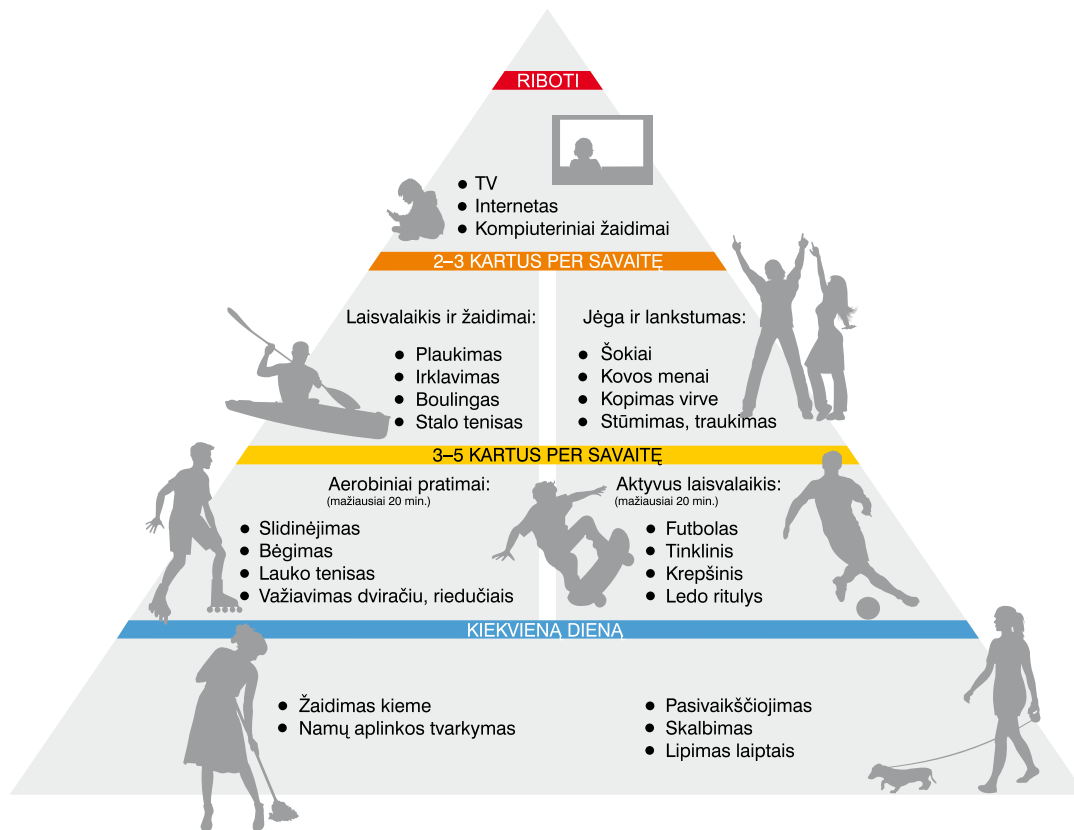 RIBOTI
TV
Internetas
Kompiuteriniai žaidimai
2–3 KARTUS PER SAVAITĘ
Laisvalaikis ir žaidimai:
Plaukimas
Irklavimas
Boulingas
Stalo tenisas
Jėga ir lankstumas:
Šokiai
Kovos menai
Kopimas virve
Stūmimas, traukimas
3–5 KARTUS PER SAVAITĘ
Aerobiniai pratimai:
(mažiausiai 20 min.)
Slidinėjimas
Bėgimas
Lauko tenisas
Važiavimas dviračiu, riedučiais
Aktyvus laisvalaikis:
(mažiausiai 20 min.)
Futbolas
Tinklinis
Krepšinis
Ledo ritulys
KIEKVIENĄ DIENĄ
Žaidimas kieme
Namų aplinkos tvarkymas
Pasivaikščiojimas
Skalbimas
Lipimas laiptais